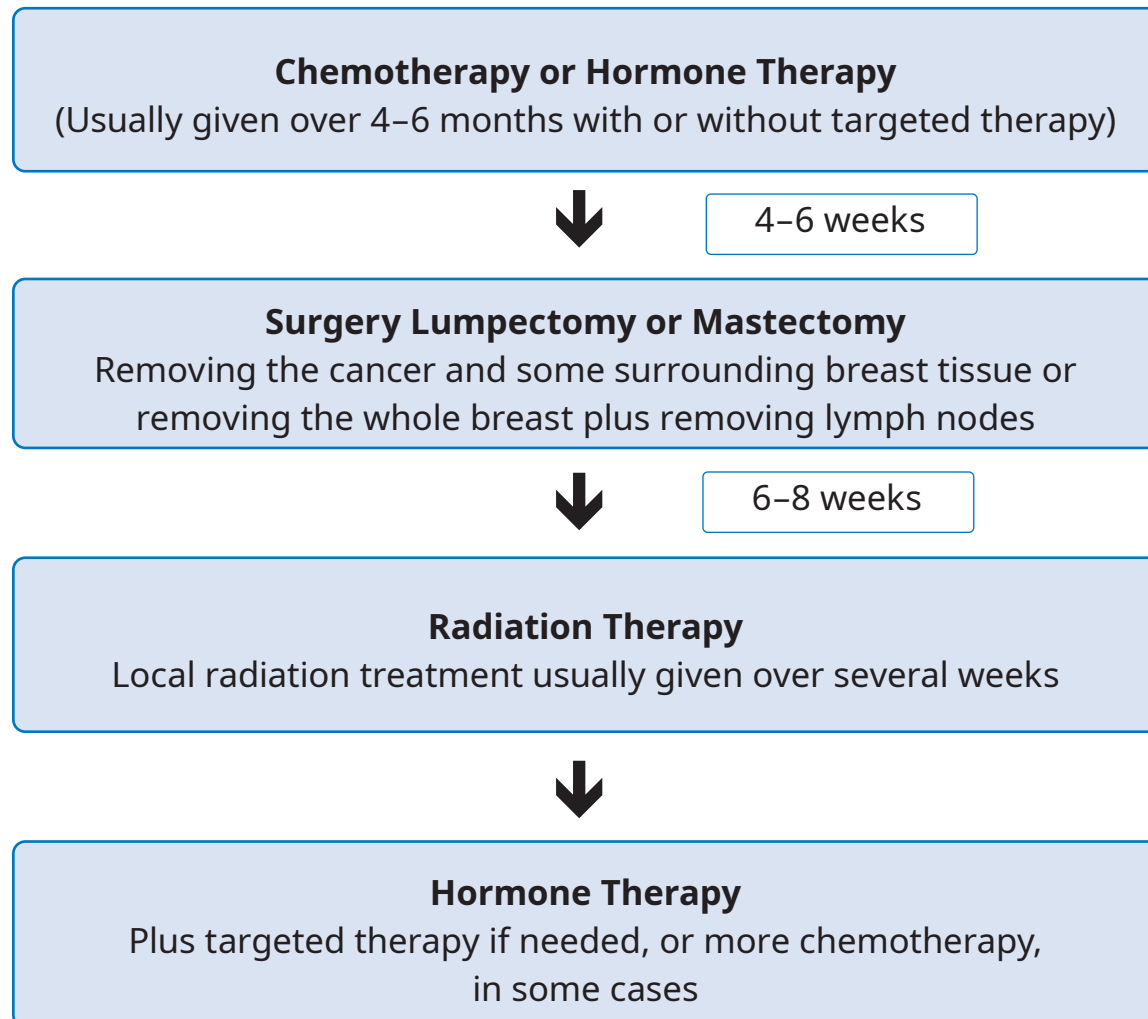 Chemotherapy or Hormone Therapy
(Usually given over 4–6 months with or without targeted therapy)
4–6 weeks
Surgery Lumpectomy or Mastectomy
Removing the cancer and some surrounding breast tissue or
removing the whole breast plus removing lymph nodes
6–8 weeks
Radiation Therapy
Local radiation treatment usually given over several weeks
Hormone Therapy
Plus targeted therapy if needed, or more chemotherapy,
in some cases